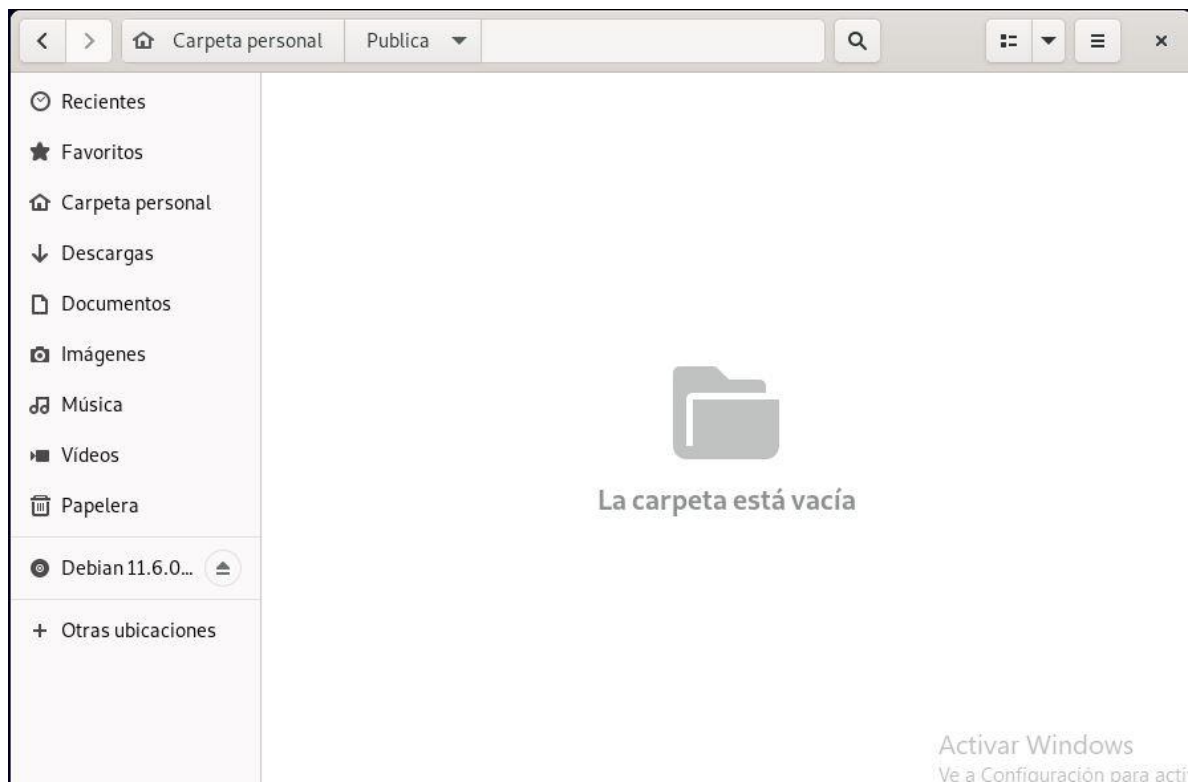 Carpeta personal Publica
Recientes
Favoritos
Carpeta personal
Descargas
Documentos
Imágenes
Música
Vídeos
Papelera
Debian 11.6.0...
Otras ubicaciones
La carpeta está vacía
Activar Windows
Ve a Configuración para acti